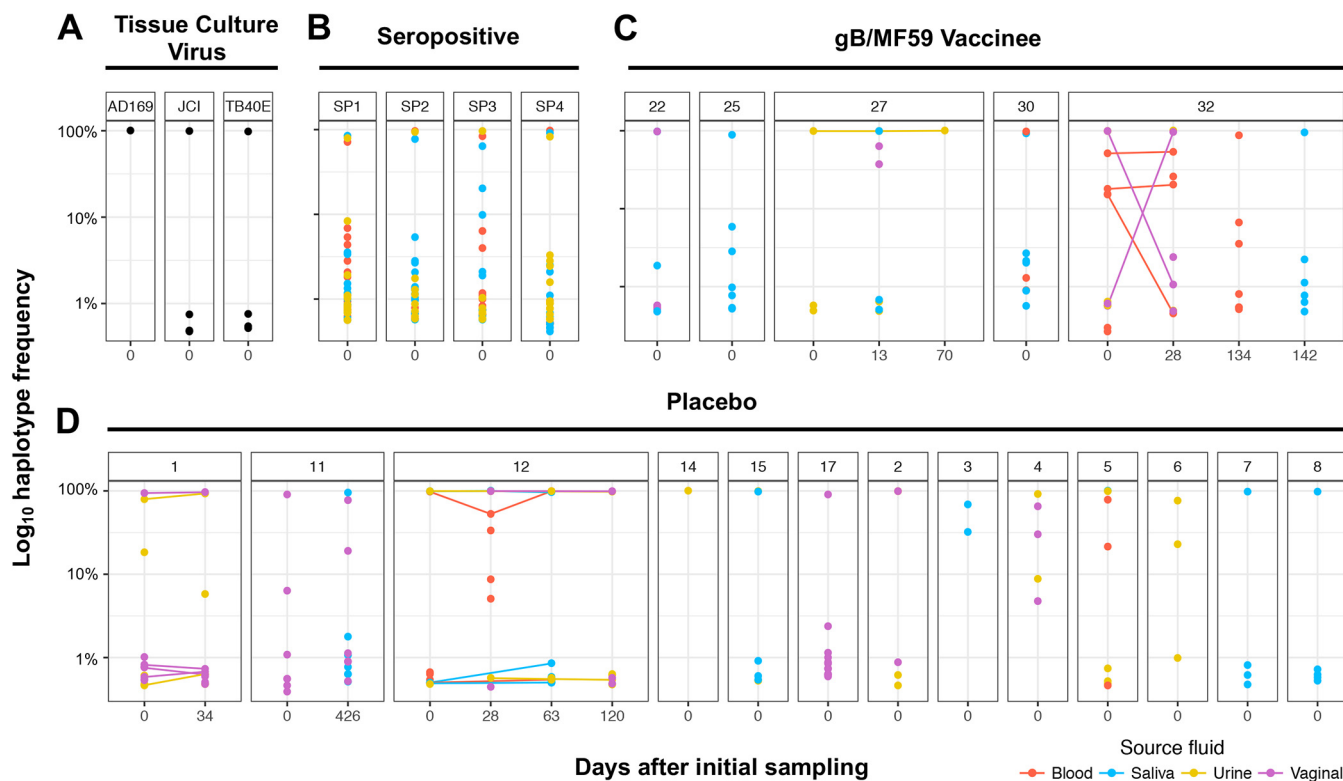 A
Tissue Culture
Virus
B
Seropositive
C
gB/MF59 Vaccinee
AD169 JCI TB40E
SP1 SP2 SP3 SP4
22 25 27 30 32
100%
10%
1%
0 0 0
0 0 0 0
0 0 0 13 70 0 0 28 134 142
Log10 haplotype frequency
D
Placebo
1 11 12 14 15 17 2 3 4 5 6 7 8
100%
10%
1%
0 34 0 426 0 28 63 120 0 0 0 0 0 0 0 0 0 0
Days after initial sampling
Source fluid
Blood Saliva Urine Vaginal